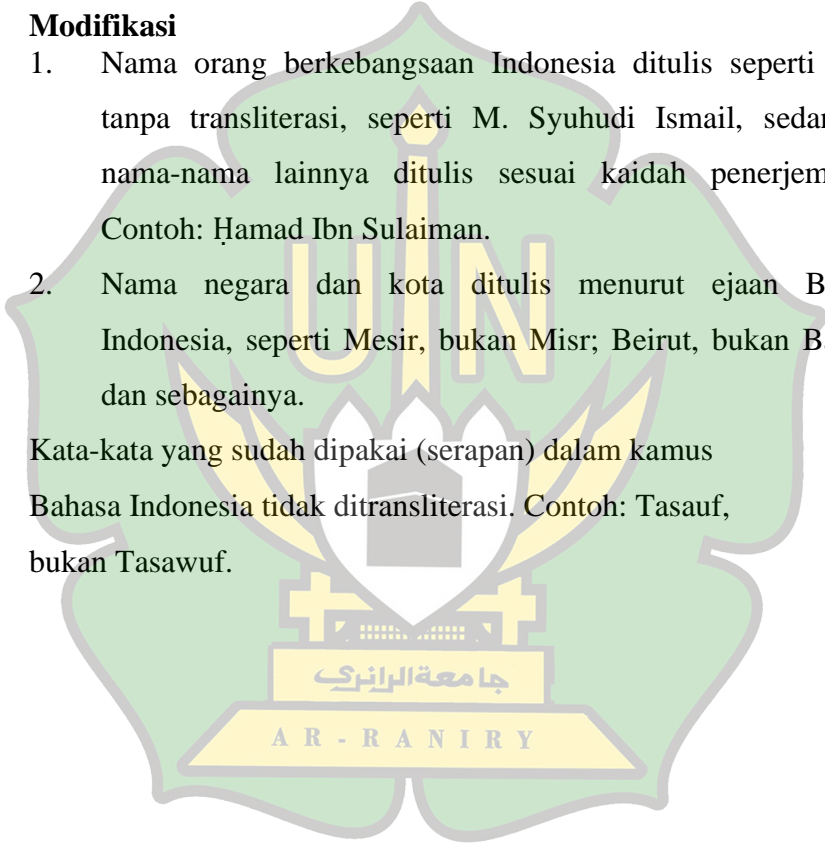 Modifikasi
1. Nama orang berkebangsaan Indonesia ditulis seperti
tanpa transliterasi, seperti M. Syuhudi Ismail,
nama-nama lainnya ditulis sesuai kaidah
Contoh: Ḥamad Ibn Sulaiman.
2. Nama negara dan kota ditulis menurut ejaan
Indonesia, seperti Mesir, bukan Misr; Beirut, bukan
dan sebagainya.
Kata-kata yang sudah dipakai (serapan) dalam kamus
Bahasa Indonesia tidak ditransliterasi. Contoh: Tasauf,
bukan Tasawuf.
UIN
جامعة الرانري
AR-RANIRY